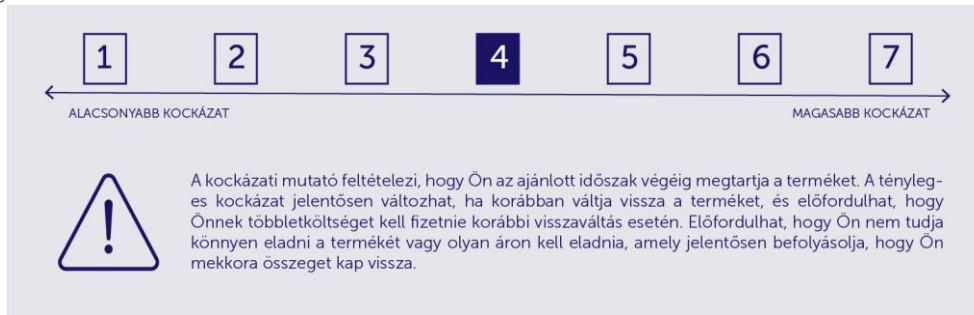 1 2 3 4 5 6 7
ALACSONYABB KOCKÁZAT MAGASABB KOCKÁZAT
A kockázati mutató feltételezi, hogy Ön az ajánlott időszak végéig megtartja a terméket. A tényleg-
es kockázat jelentősen változhat, ha korábban váltja vissza a terméket, és előfordulhat, hogy
Önnek többletköltséget kell fizetnie korábbi visszaváltás esetén. Előfordulhat, hogy Ön nem tudja
könnyen eladni a termékét vagy olyan áron kell eladnia, amely jelentősen befolyásolja, hogy Ön
mekkora összeget kap vissza.